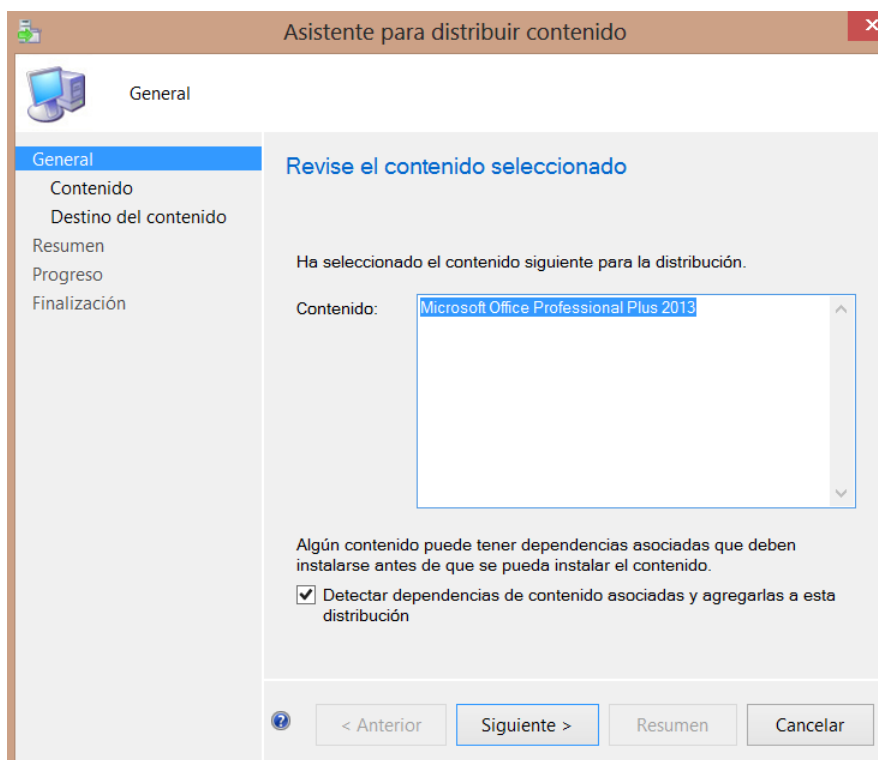 Asistente para distribuir contenido
General
General
Contenido
Destino del contenido
Resumen
Progreso
Finalización
Revise el contenido seleccionado
Ha seleccionado el contenido siguiente para la distribución.
Contenido:
Microsoft Office Professional Plus 2013
Algún contenido puede tener dependencias asociadas que deben
instalarse antes de que se pueda instalar el contenido.
Detectar dependencias de contenido asociadas y agregarlas a esta
distribución
< Anterior
Siguiente >
Resumen
Cancelar